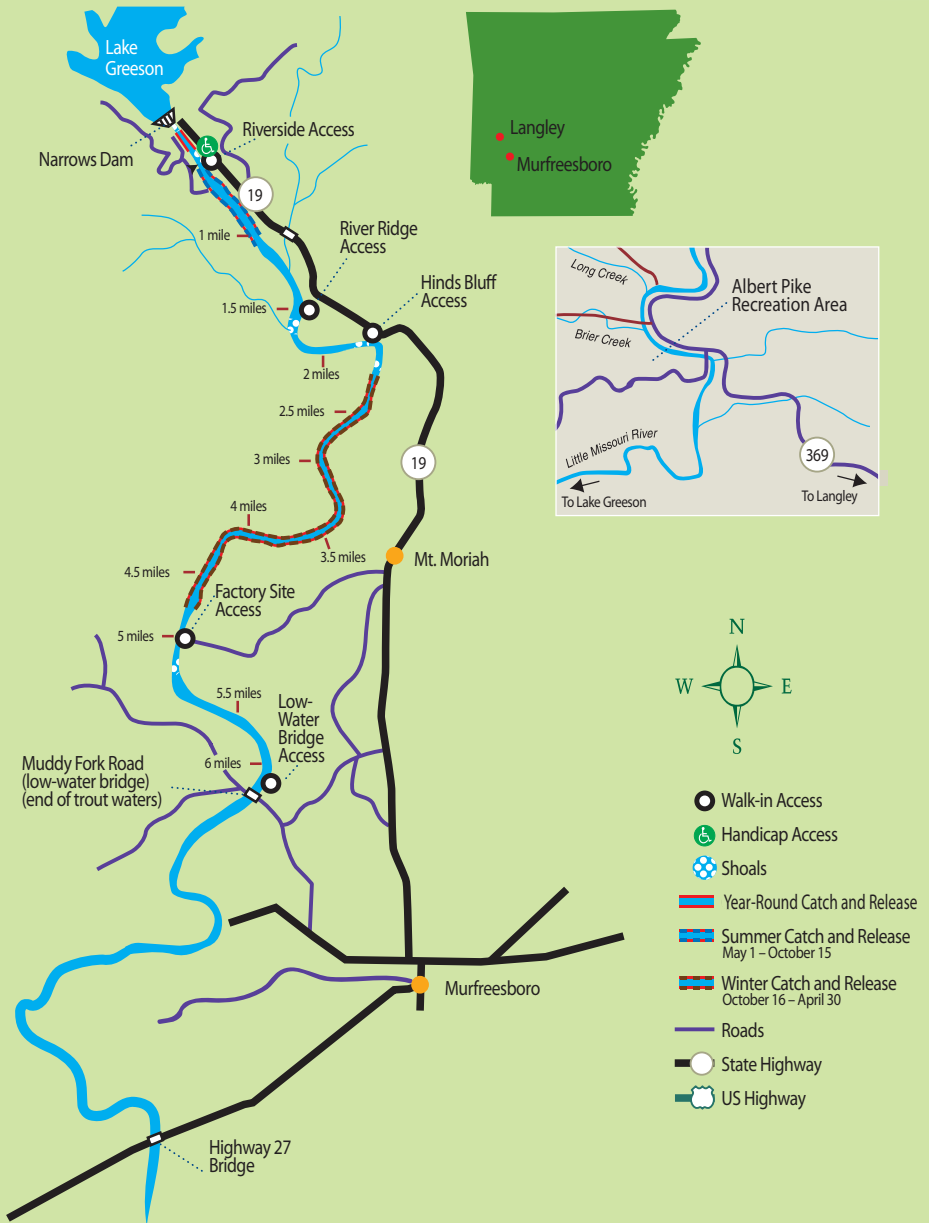 Lake
Greeson
Narrows Dam
Riverside Access
19
1 mile
River Ridge
Access
1.5 miles
Hinds Bluff
Access
2 miles
2.5 miles
3 miles
19
4 miles
3.5 miles
Mt. Moriah
4.5 miles
Factory Site
Access
5 miles
5.5 miles
Low-
Water
Bridge
Access
6 miles
Muddy Fork Road
(low-water bridge)
(end of trout waters)
Murfreesboro
Highway 27
Bridge
Langley
Murfreesboro
Long Creek
Albert Pike
Recreation Area
Brier Creek
Little Missouri River
369
To Lake Greeson
To Langley
N
W
E
S
Walk-in Access
Handicap Access
Shoals
Year-Round Catch and Release
Summer Catch and Release
May 1 – October 15
Winter Catch and Release
October 16 – April 30
Roads
State Highway
US Highway